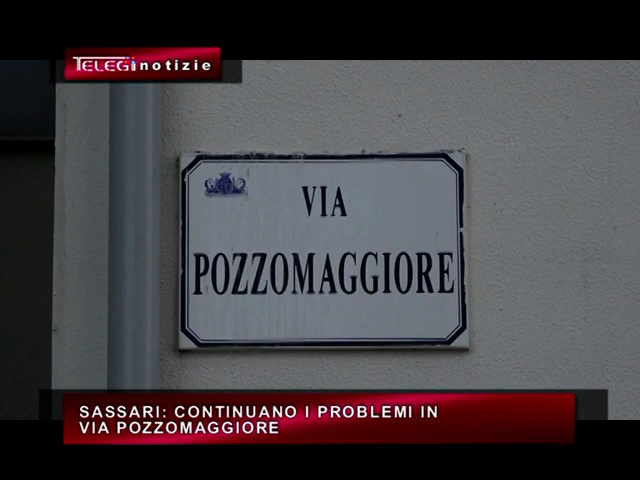 TELEGInotizie
VIA
POZZOMAGGIORE
SASSARI: CONTINUANO I PROBLEMI IN
VIA POZZOMAGGIORE